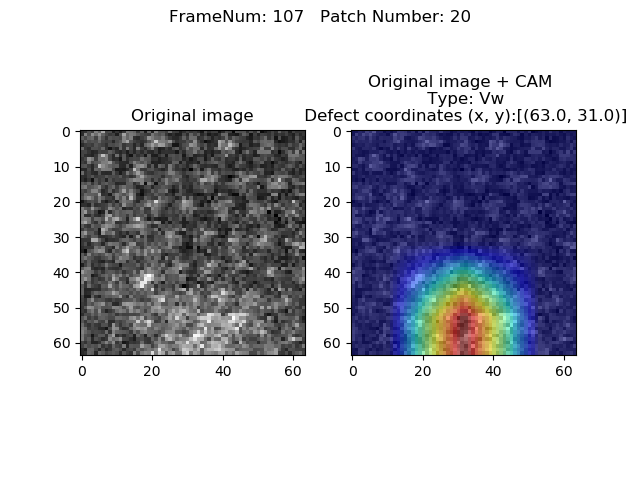 FrameNum: 107   Patch Number: 20
Original image
0
10
20
30
40
50
60
0 20 40 60
Original image + CAM
Type: Vw
Defect coordinates (x, y):[(63.0, 31.0)]
0
10
20
30
40
50
60
0 20 40 60